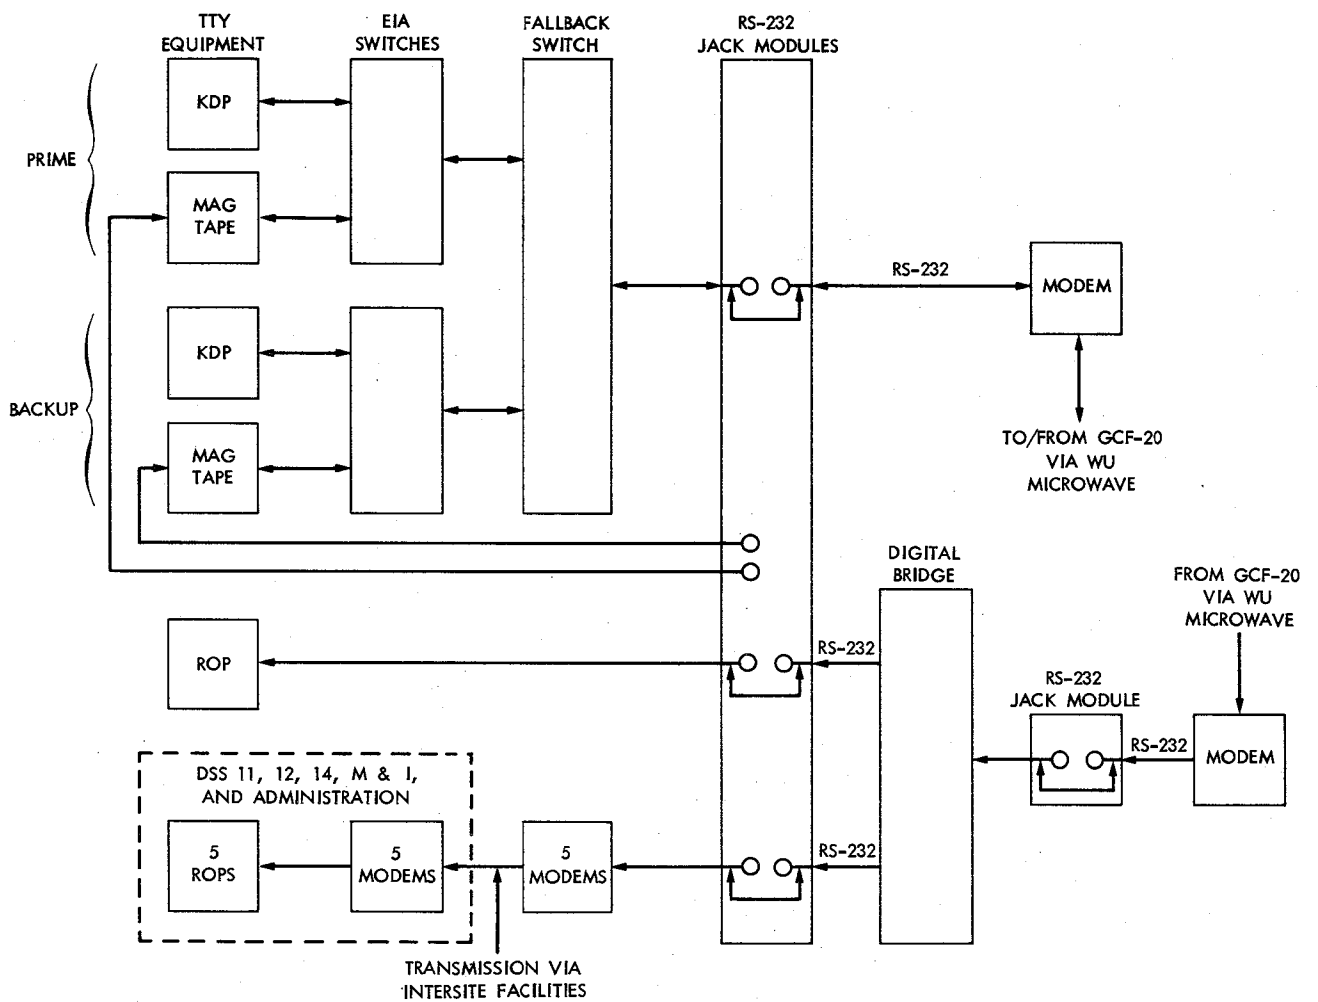 TTY
EQUIPMENT
EIA
SWITCHES
FALLBACK
SWITCH
RS-232
JACK MODULES
PRIME
KDP
MAG
TAPE
RS-232
MODEM
BACKUP
KDP
MAG
TAPE
TO/FROM GCF-20
VIA WU
MICROWAVE
DIGITAL
BRIDGE
FROM GCF-20
VIA WU
MICROWAVE
ROP
RS-232
RS-232
JACK MODULE
RS-232
MODEM
DSS 11, 12, 14, M & I,
AND ADMINISTRATION
5
ROPS
5
MODEMS
5
MODEMS
RS-232
TRANSMISSION VIA
INTERSITE FACILITIES